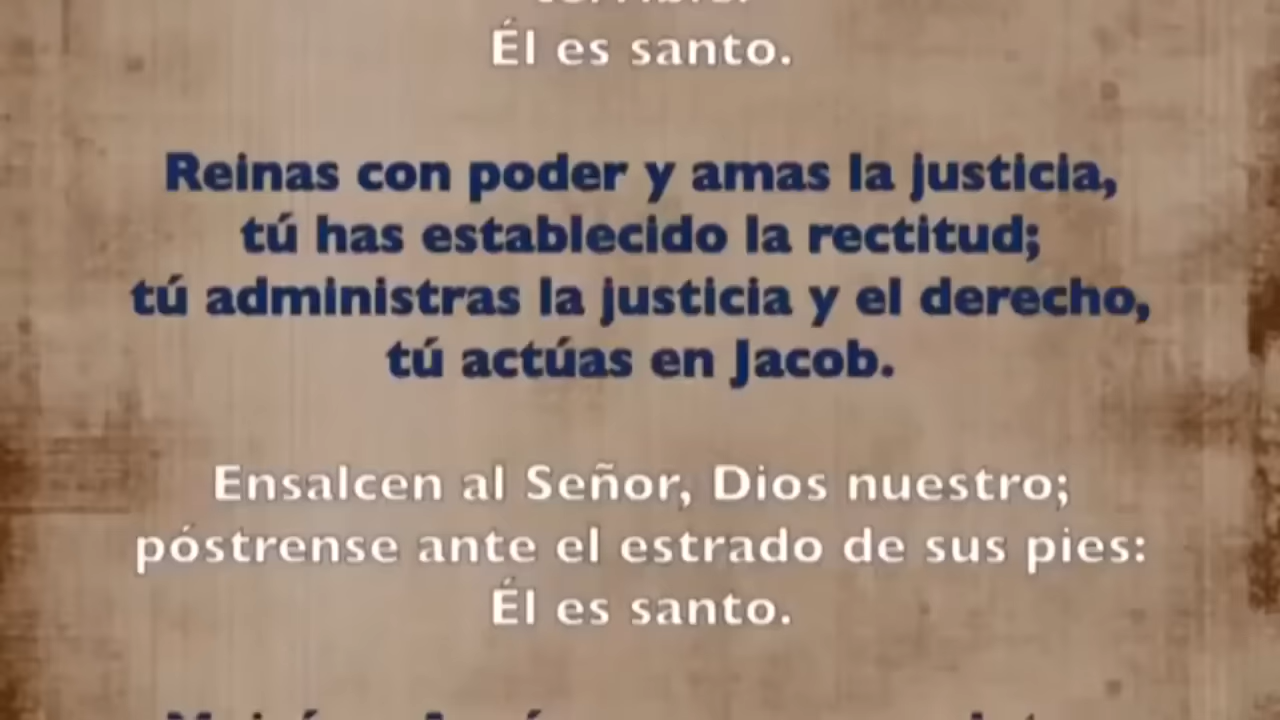 Él es santo.
Reinas con poder y amas la justicia,
tú has establecido la rectitud;
tú administras la justicia y el derecho,
tú actúas en Jacob.
Ensalcen al Señor, Dios nuestro;
póstrense ante el estrado de sus pies:
Él es santo.